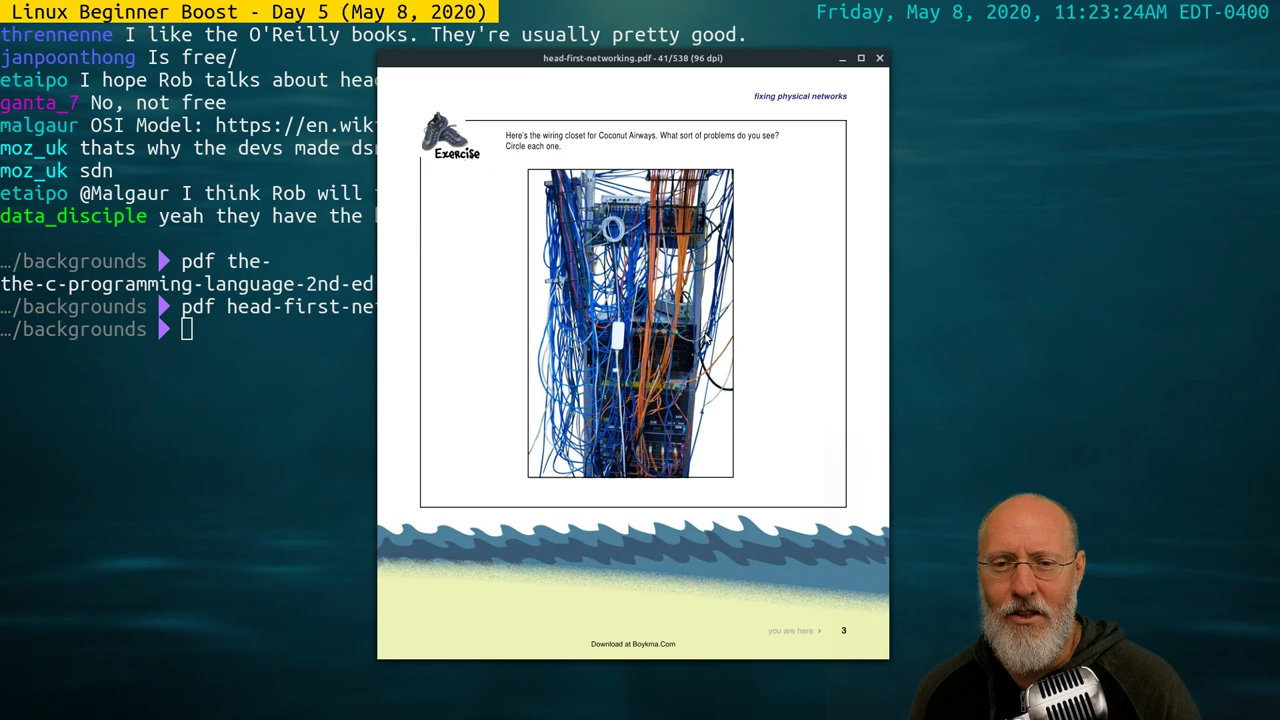 Linux Beginner Boost - Day 5 (May 8, 2020)
Friday, May 8, 2020, 11:23:24AM EDT-0400
thrennenne I like the O'Reilly books. They're usually pretty good.
janpoonthong Is free/
etaipo I hope Rob talks about
ganta_7 No, not free
malgaur OSI Model: https://en.wik
moz_uk thats why the devs made
moz_uk sdn
etaipo @Malgaur I think Rob will
data_disciple yeah they have the
…/backgrounds pdf the-
the-c-programming-language-2nd-ed
…/backgrounds pdf head-first-ne
…/backgrounds
head-first-networking.pdf - 41/538 (96 dpi)
fixing physical networks
Exercise
Here's the wiring closet for Coconut Airways. What sort of problems do you see?
Circle each one.
you are here
3
Download at Boykma.Com